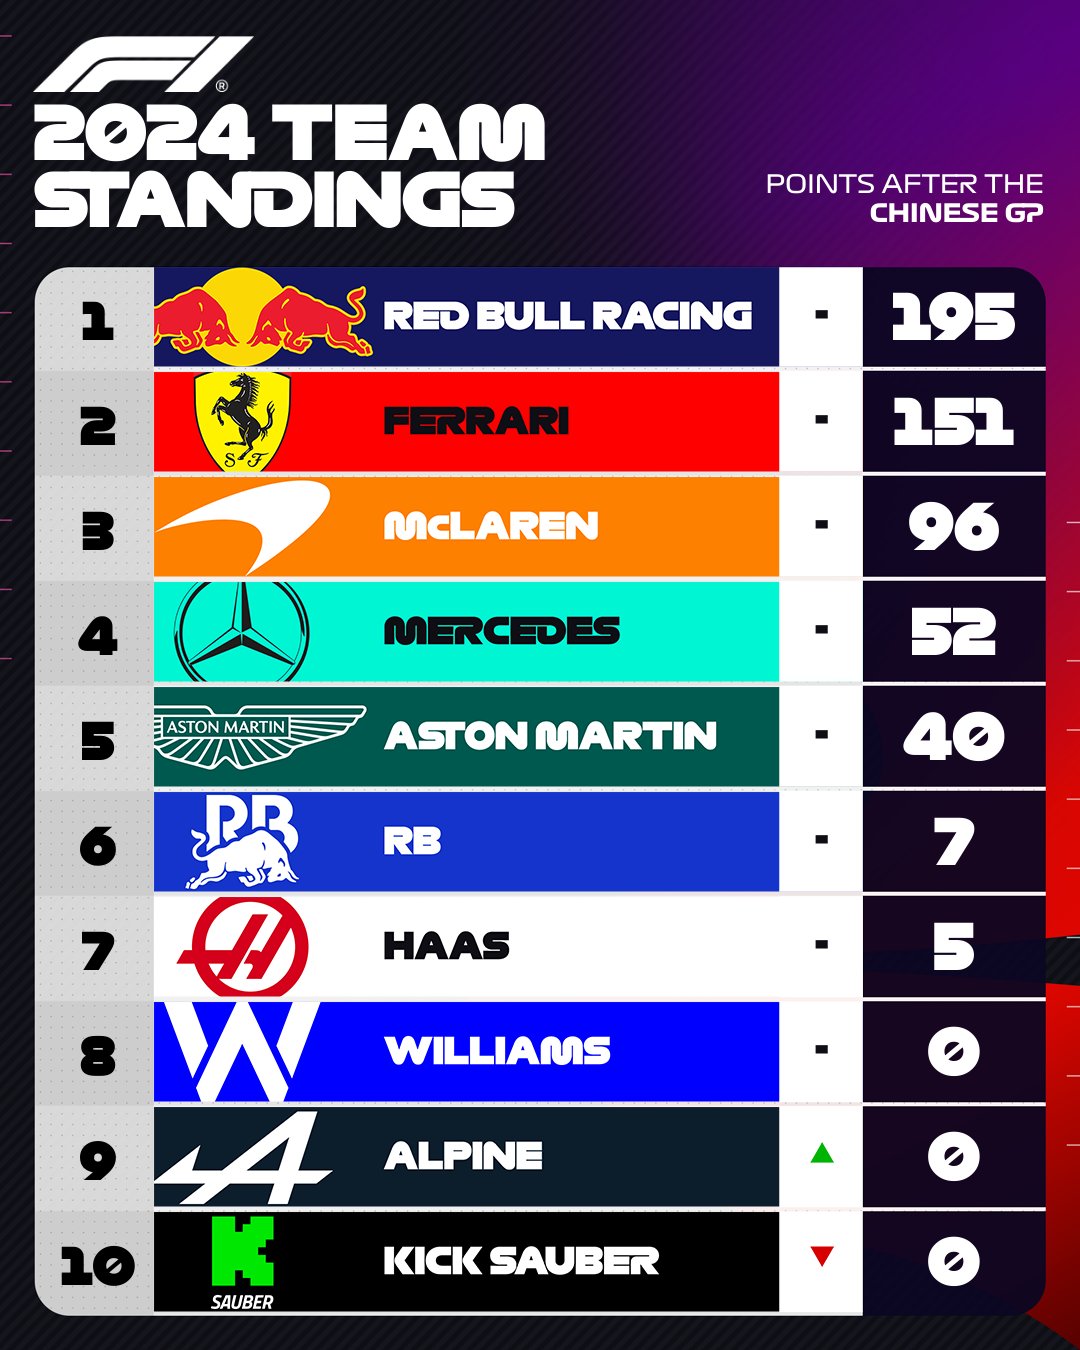 F1®
2024 TEAM
STANDINGS
POINTS AFTER THE
CHINESE GP
1 RED BULL RACING - 195
2 S F FERRARI - 151
3 McLAREN - 96
4 MERCEDES - 52
5 ASTON MARTIN ASTON MARTIN - 40
6 RB RB - 7
7 H HAAS - 5
8 W WILLIAMS - 0
9 A ALPINE ▲ 0
10 K SAUBER KICK SAUBER ▼ 0